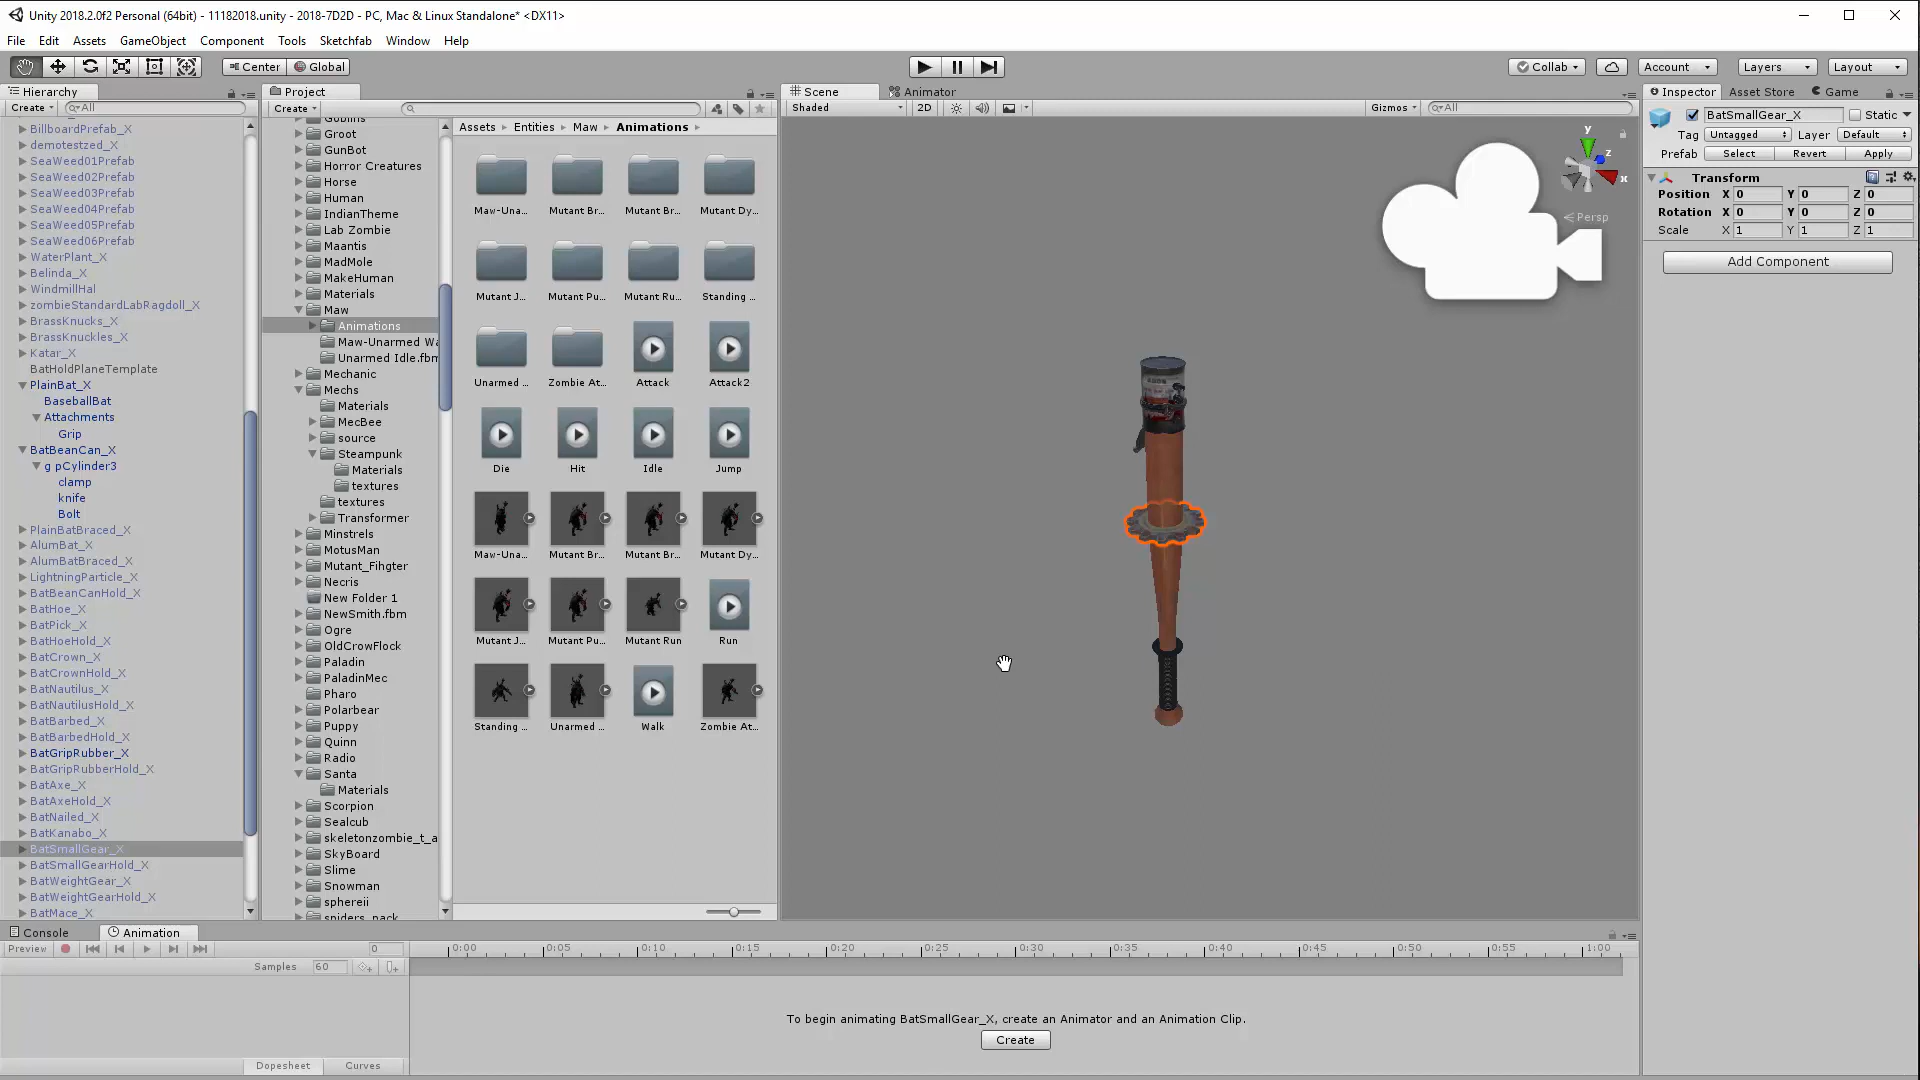 Unity 2018.2.0f2 Personal (64bit) - 11182018.unity - 2018-7D2D - PC, Mac & Linux Standalone* <DX11>
File Edit Assets GameObject Component Tools Sketchfab Window Help
Center Global
Collab Account Layers Layout
Hierarchy
Create All
BillboardPrefab_X
demotestzed_X
SeaWeed01Prefab
SeaWeed02Prefab
SeaWeed03Prefab
SeaWeed04Prefab
SeaWeed05Prefab
SeaWeed06Prefab
WaterPlant_X
Belinda_X
WindmillHal
zombieStandardLabRagdoll_X
BrassKnucks_X
BrassKnuckles_X
Katar_X
BatHoldPlaneTemplate
PlainBat_X
BaseballBat
Attachments
Grip
BatBeanCan_X
g pCylinder3
clamp
knife
Bolt
PlainBatBraced_X
AlumBat_X
AlumBatBraced_X
LightningParticle_X
BatBeanCanHold_X
BatHoe_X
BatPick_X
BatHoeHold_X
BatCrown_X
BatCrownHold_X
BatNautilus_X
BatNautilusHold_X
BatBarbed_X
BatBarbedHold_X
BatGripRubber_X
BatGripRubberHold_X
BatAxe_X
BatAxeHold_X
BatNailed_X
BatKanabo_X
BatSmallGear_X
BatSmallGearHold_X
BatWeightGear_X
BatWeightGearHold_X
BatMace_X
Project
Create
Goblins
Groot
GunBot
Horror Creatures
Horse
Human
IndianTheme
Lab Zombie
Maantis
MadMole
MakeHuman
Materials
Maw
Animations
Maw-Unarmed Wa
Unarmed Idle.fbm
Mechanic
Mechs
Materials
MecBee
source
Steampunk
Materials
textures
textures
Transformer
Minstrels
MotusMan
Mutant_Fihgter
Necris
New Folder 1
NewSmith.fbm
Ogre
OldCrowFlock
Paladin
PaladinMec
Pharo
Polarbear
Puppy
Quinn
Radio
Santa
Materials
Scorpion
Sealcub
skeletonzombie_t_a
SkyBoard
Slime
Snowman
sphereii
spiders_pack
Assets Entities Maw Animations
Maw-Una... Mutant Br... Mutant Br... Mutant Dy...
Mutant J... Mutant Pu... Mutant Ru... Standing ...
Unarmed ... Zombie At... Attack Attack2
Die Hit Idle Jump
Maw-Una... Mutant Br... Mutant Br... Mutant Dy...
Mutant J... Mutant Pu... Mutant Run Run
Standing ... Unarmed ... Walk Zombie At...
Scene Animator
Shaded 2D Gizmos All
y
z
x
Persp
Inspector Asset Store Game
BatSmallGear_X Static
Tag Untagged Layer Default
Prefab Select Revert Apply
Transform
Position X 0 Y 0 Z 0
Rotation X 0 Y 0 Z 0
Scale X 1 Y 1 Z 1
Add Component
Console Animation
Preview 0
0:00 0:05 0:10 0:15 0:20 0:25 0:30 0:35 0:40 0:45 0:50 0:55 1:00
Samples 60
To begin animating BatSmallGear_X, create an Animator and an Animation Clip.
Create
Dopesheet Curves